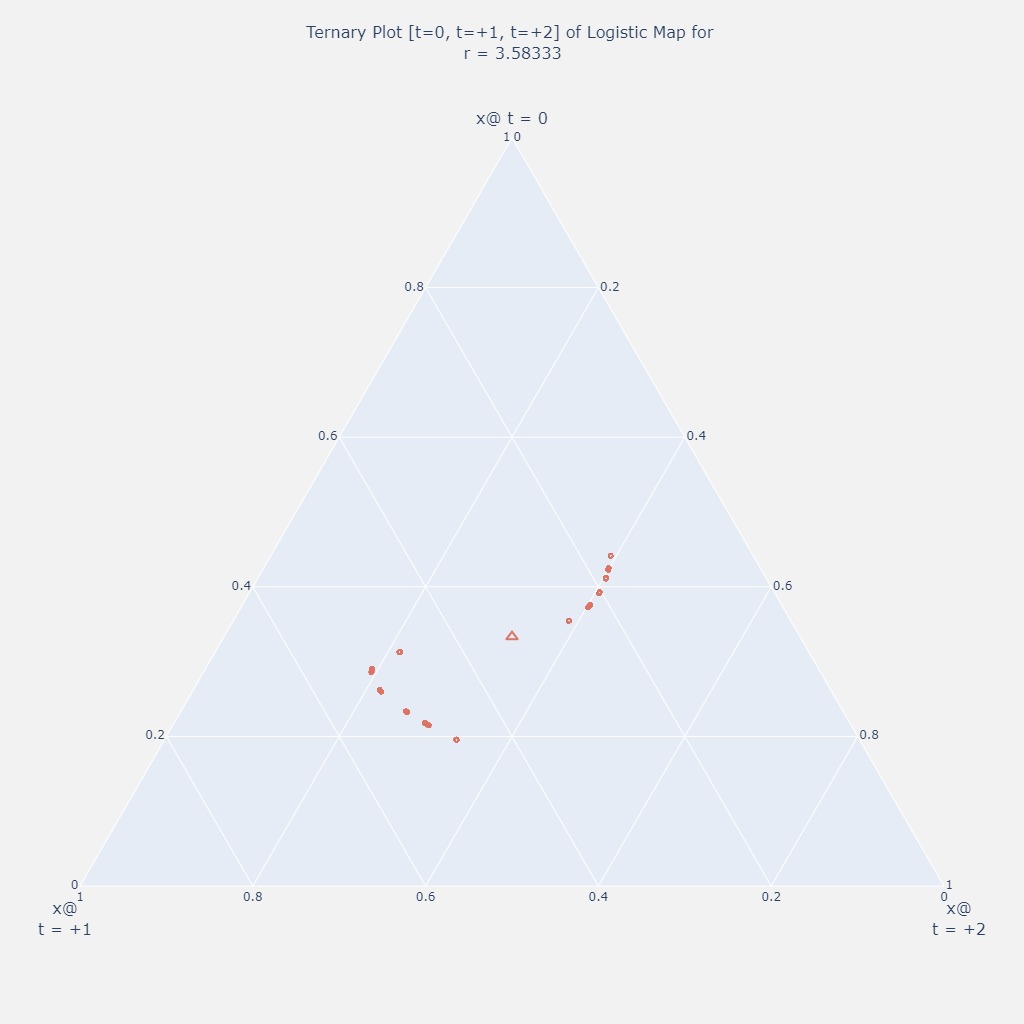 Ternary Plot [t=0, t=+1, t=+2] of Logistic Map for
r = 3.58333
x@ t = 0
1 0
0.8 0.2
0.6 0.4
0.4 0.6
0.2 0.8
0 1
1 0.8 0.6 0.4 0.2 0
x@ x@
t = +1 t = +2